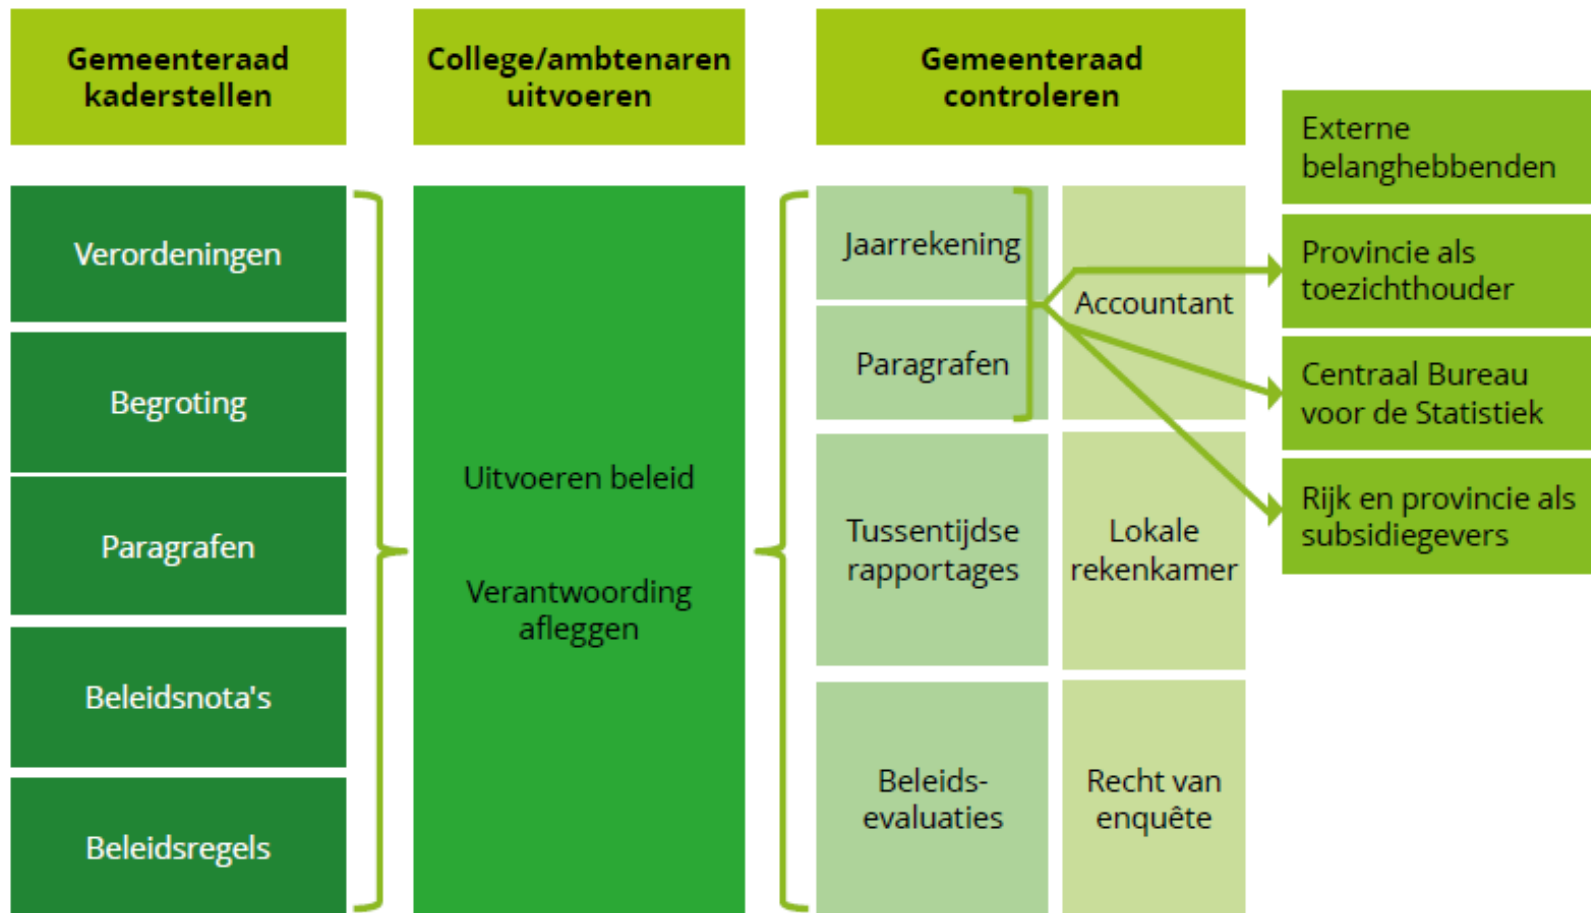 Gemeenteraad
kaderstellen
College/ambtenaren
uitvoeren
Gemeenteraad
controleren
Verordeningen
Begroting
Paragrafen
Beleidsnota's
Beleidsregels
Uitvoeren beleid
Verantwoording
afleggen
Jaarrekening
Paragrafen
Tussentijdse
rapportages
Beleids-
evaluaties
Accountant
Lokale
rekenkamer
Recht van
enquête
Externe
belanghebbenden
Provincie als
toezichthouder
Centraal Bureau
voor de Statistiek
Rijk en provincie als
subsidiegevers